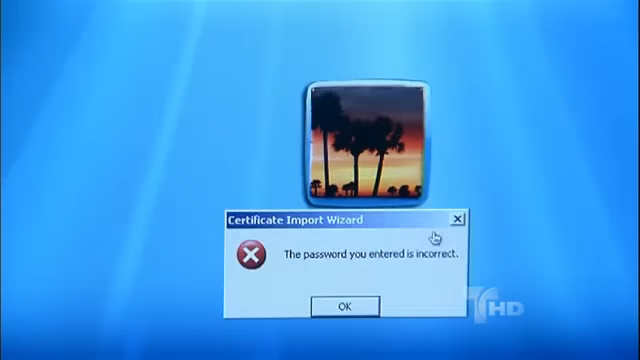 Certificate Import Wizard
The password you entered is incorrect.
OK
HD